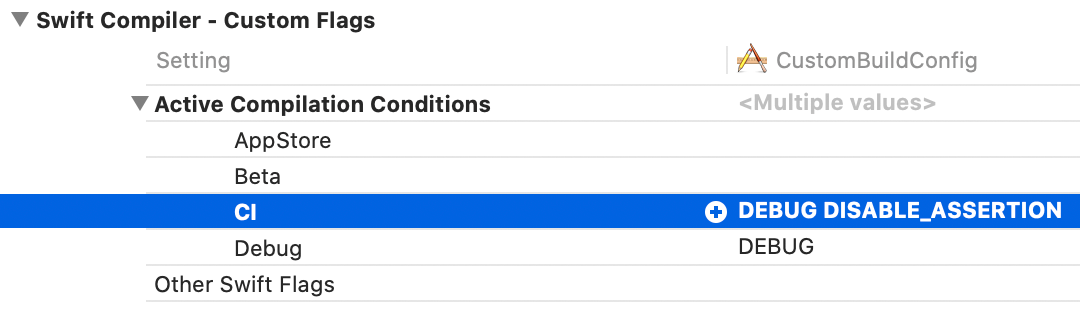 Swift Compiler - Custom Flags
Setting CustomBuildConfig
Active Compilation Conditions <Multiple values>
AppStore
Beta
CI DEBUG DISABLE_ASSERTION
Debug DEBUG
Other Swift Flags